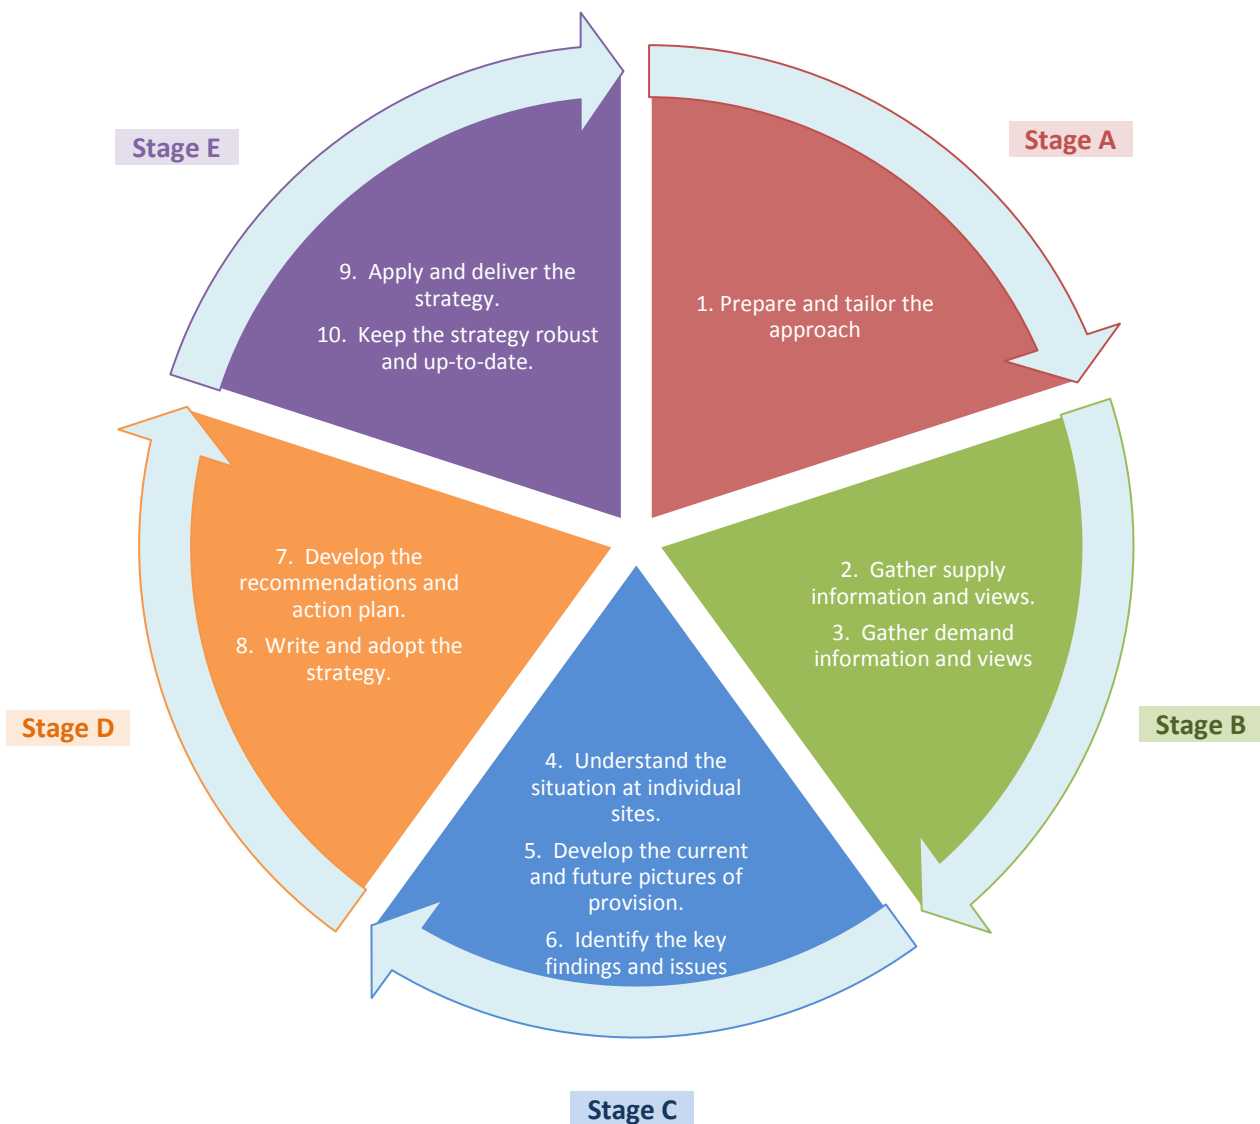 Stage A
1. Prepare and tailor the
approach
Stage B
2.  Gather supply
information and views.
3.  Gather demand
information and views
Stage C
4.  Understand the
situation at individual
sites.
5.  Develop the current
and future pictures of
provision.
6.  Identify the key
findings and issues
Stage D
7.  Develop the
recommendations and
action plan.
8.  Write and adopt the
strategy.
Stage E
9.  Apply and deliver the
strategy.
10.  Keep the strategy robust
and up-to-date.